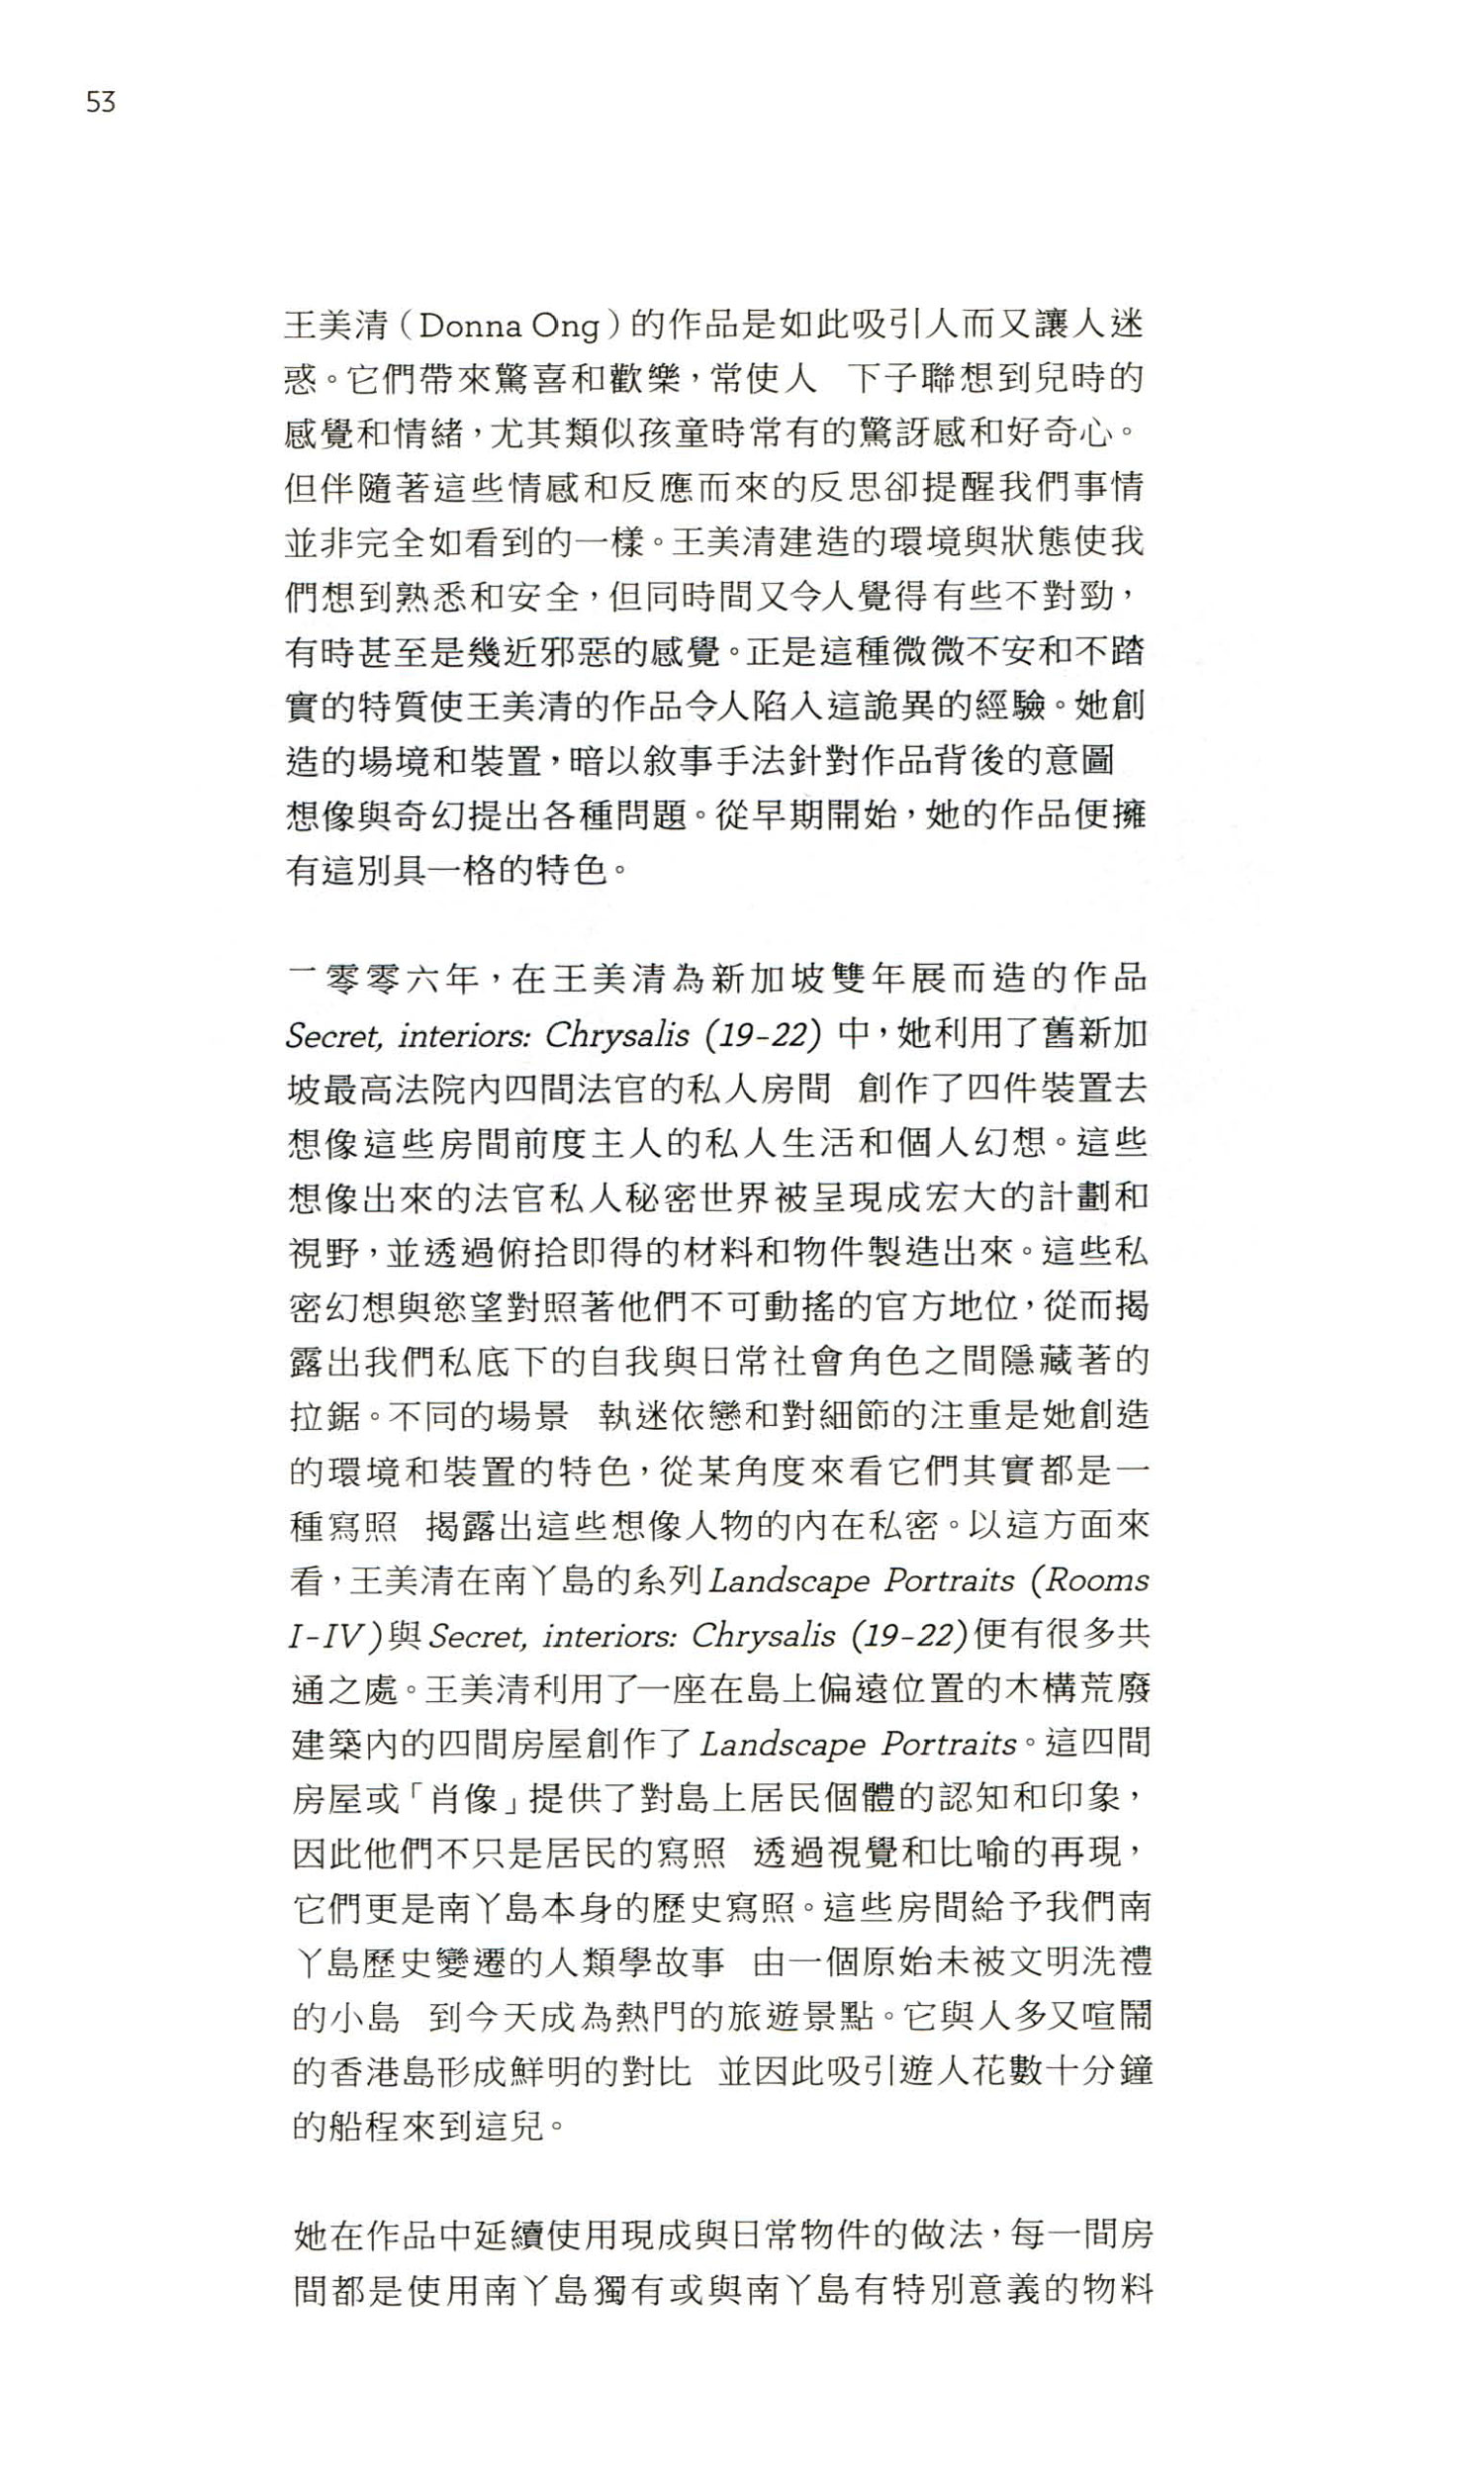 53
王美清（Donna Ong）的作品是如此吸引人而又讓人迷
惑。它們帶來驚喜和歡樂，常使人 下子聯想到兒時的
感覺和情緒，尤其類似孩童時常有的驚訝感和好奇心。
但伴隨著這些情感和反應而來的反思卻提醒我們事情
並非完全如看到的一樣。王美清建造的環境與狀態使我
們想到熟悉和安全，但同時間又令人覺得有些不對勁，
有時甚至是幾近邪惡的感覺。正是這種微微不安和不踏
實的特質使王美清的作品令人陷入這詭異的經驗。她創
造的場境和裝置，暗以敘事手法針對作品背後的意圖
想像與奇幻提出各種問題。從早期開始，她的作品便擁
有這別具一格的特色。
一零零六年，在王美清為新加坡雙年展而造的作品
Secret, interiors: Chrysalis (19-22) 中，她利用了舊新加
坡最高法院內四間法官的私人房間 創作了四件裝置去
想像這些房間前度主人的私人生活和個人幻想。這些
想像出來的法官私人秘密世界被呈現成宏大的計劃和
視野，並透過俯拾即得的材料和物件製造出來。這些私
密幻想與慾望對照著他們不可動搖的官方地位，從而揭
露出我們私底下的自我與日常社會角色之間隱藏著的
拉鋸。不同的場景 執迷依戀和對細節的注重是她創造
的環境和裝置的特色，從某角度來看它們其實都是一
種寫照 揭露出這些想像人物的內在私密。以這方面來
看，王美清在南丫島的系列Landscape Portraits (Rooms
I-IV)與Secret, interiors: Chrysalis (19-22)便有很多共
通之處。王美清利用了一座在島上偏遠位置的木構荒廢
建築內的四間房屋創作了Landscape Portraits。這四間
房屋或「肖像」提供了對島上居民個體的認知和印象，
因此他們不只是居民的寫照 透過視覺和比喻的再現，
它們更是南丫島本身的歷史寫照。這些房間給予我們南
丫島歷史變遷的人類學故事 由一個原始未被文明洗禮
的小島 到今天成為熱門的旅遊景點。它與人多又喧鬧
的香港島形成鮮明的對比 並因此吸引遊人花數十分鐘
的船程來到這兒。
她在作品中延續使用現成與日常物件的做法，每一間房
間都是使用南丫島獨有或與南丫島有特別意義的物料